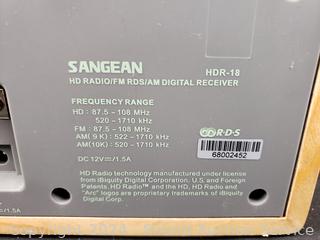 SANGEAN
HDR-18
HD RADIO/FM RDS/AM DIGITAL RECEIVER
FREQUENCY RANGE
HD : 87.5 - 108 MHz
520 - 1710 kHz
FM : 87.5 - 108 MHz
AM( 9 K) : 522 - 1710 kHz
AM(10K) : 520 - 1710 kHz
DC 12V⎓/1.5A
R·D·S
68002452
HD Radio technology manufactured under license
from iBiquity Digital Corporation. U.S. and Foreign
Patents. HD Radio™ and the HD, HD Radio and
"Arc" logos are proprietary trademarks of iBiquity
Digital Corp.
/1.5A